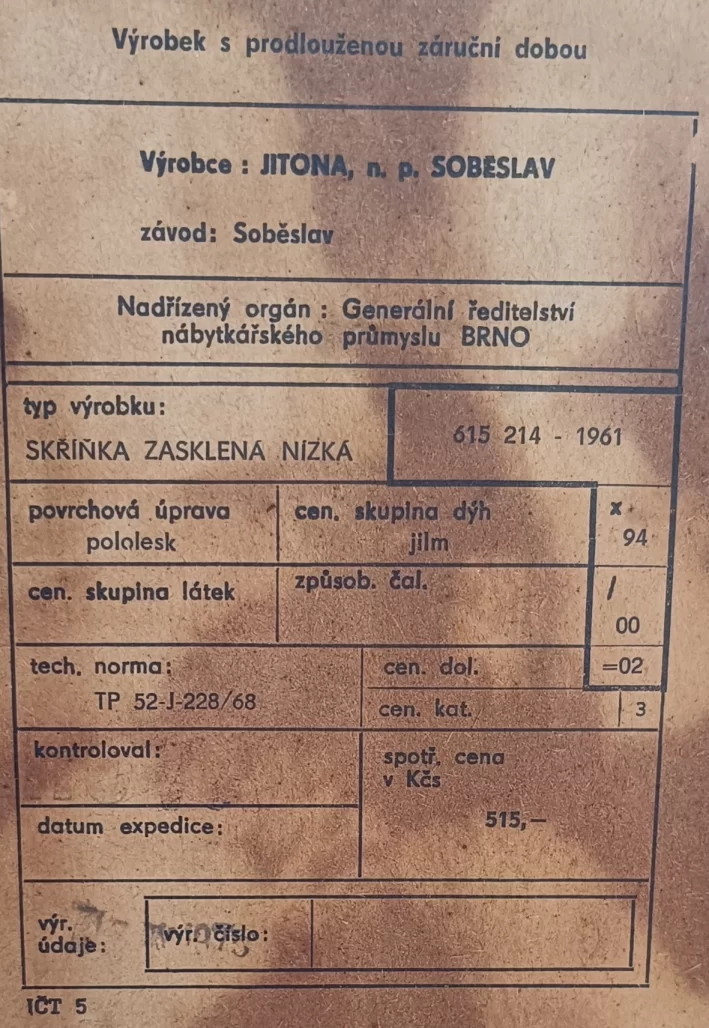 Výrobek s prodlouženou záruční dobou
Výrobce : JITONA, n. p. SOBĚSLAV
závod: Soběslav
Nadřízený orgán : Generální ředitelství
nábytkářského průmyslu BRNO
typ výrobku:
SKŘÍŇKA ZASKLENÁ NÍZKÁ
615 214 - 1961
povrchová úprava
pololesk
cen. skupina dýh
jilm
x
94
cen. skupina látek
způsob. čal.
/
00
tech. norma:
TP 52-J-228/68
cen. dol.
=02
cen. kat.
3
kontroloval:
spotř. cena
v Kčs
515,—
datum expedice:
výr.
údaje:
výr. číslo:
IČT 5